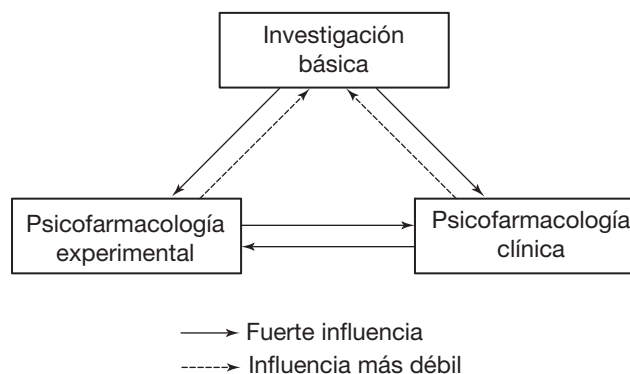 Investigación
básica
Psicofarmacología
experimental
Psicofarmacología
clínica
Fuerte influencia
Influencia más débil